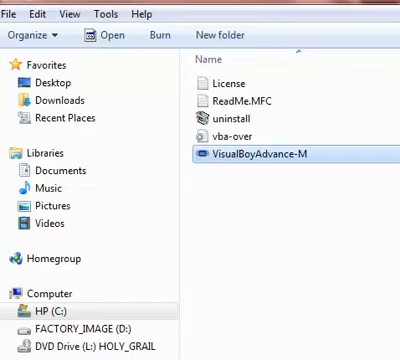 File Edit View Tools Help
Organize Open Burn New folder
Name
Favorites
Desktop
Downloads
Recent Places
License
ReadMe.MFC
uninstall
vba-over
VisualBoyAdvance-M
Libraries
Documents
Music
Pictures
Videos
Homegroup
Computer
HP (C:)
FACTORY_IMAGE (D:)
DVD Drive (L:) HOLY_GRAIL